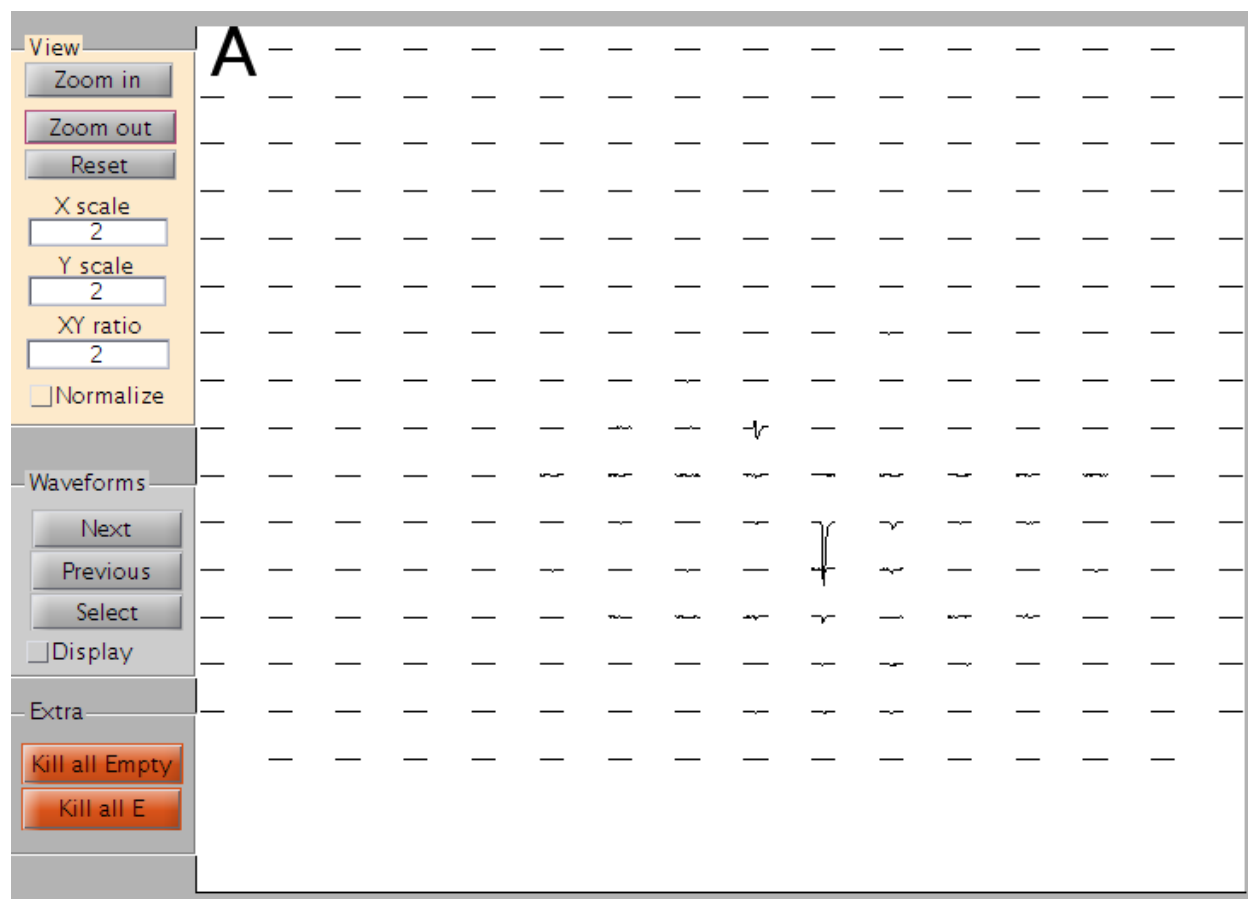 A
View
Zoom in
Zoom out
Reset
X scale
2
Y scale
2
XY ratio
2
Normalize
Waveforms
Next
Previous
Select
Display
Extra
Kill all Empty
Kill all E